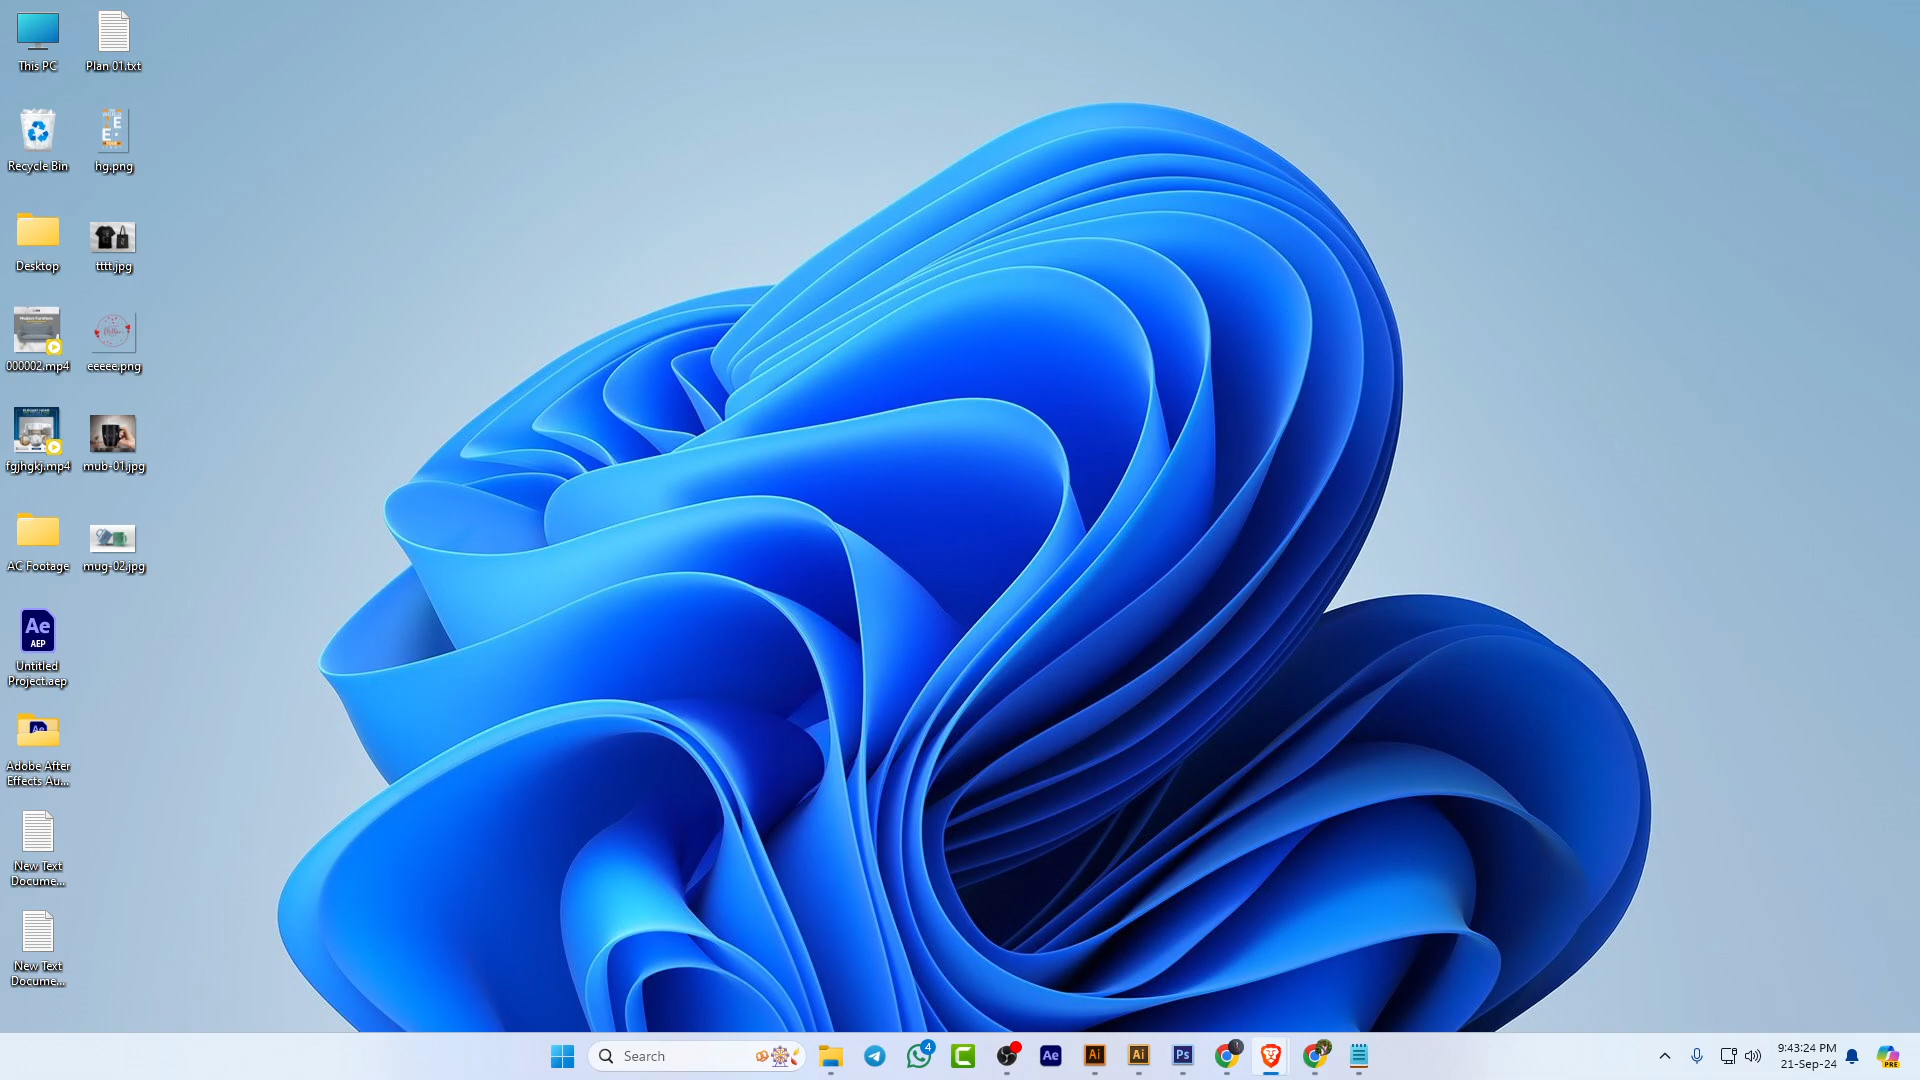 This PC
Plan 01.txt
Recycle Bin
hg.png
Desktop
tttt.jpg
000002.mp4
eeeee.png
fgjhgkj.mp4
mub-01.jpg
AC Footage
mug-02.jpg
Ae
AEP
Untitled
Project.aep
Ae
Adobe After
Effects Au...
New Text
Docume...
New Text
Docume...
Search
4
Ae
Ai
Ai
Ps
9:43:24 PM
21-Sep-24
PRE